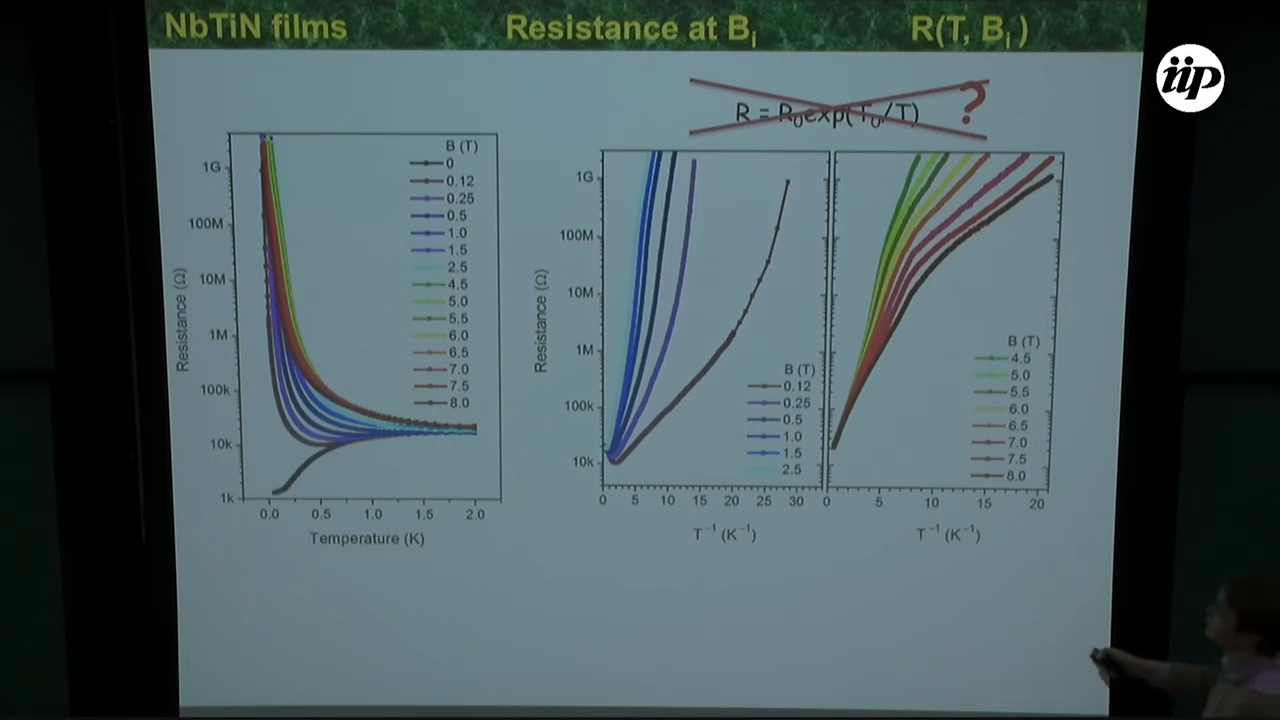 NbTiN films
Resistance at Bi
R(T, Bi)
iip
R = R0exp(T0/T)
?
Resistance (Ω)
1G
100M
10M
1M
100k
10k
1k
0.0 0.5 1.0 1.5 2.0
Temperature (K)
B (T)
0
0.12
0.25
0.5
1.0
1.5
2.5
4.5
5.0
5.5
6.0
6.5
7.0
7.5
8.0
Resistance (Ω)
1G
100M
10M
1M
100k
10k
0 5 10 15 20 25 30
T⁻¹ (K⁻¹)
B (T)
0.12
0.25
0.5
1.0
1.5
2.5
B (T)
4.5
5.0
5.5
6.0
6.5
7.0
7.5
8.0
0 5 10 15 20
T⁻¹ (K⁻¹)